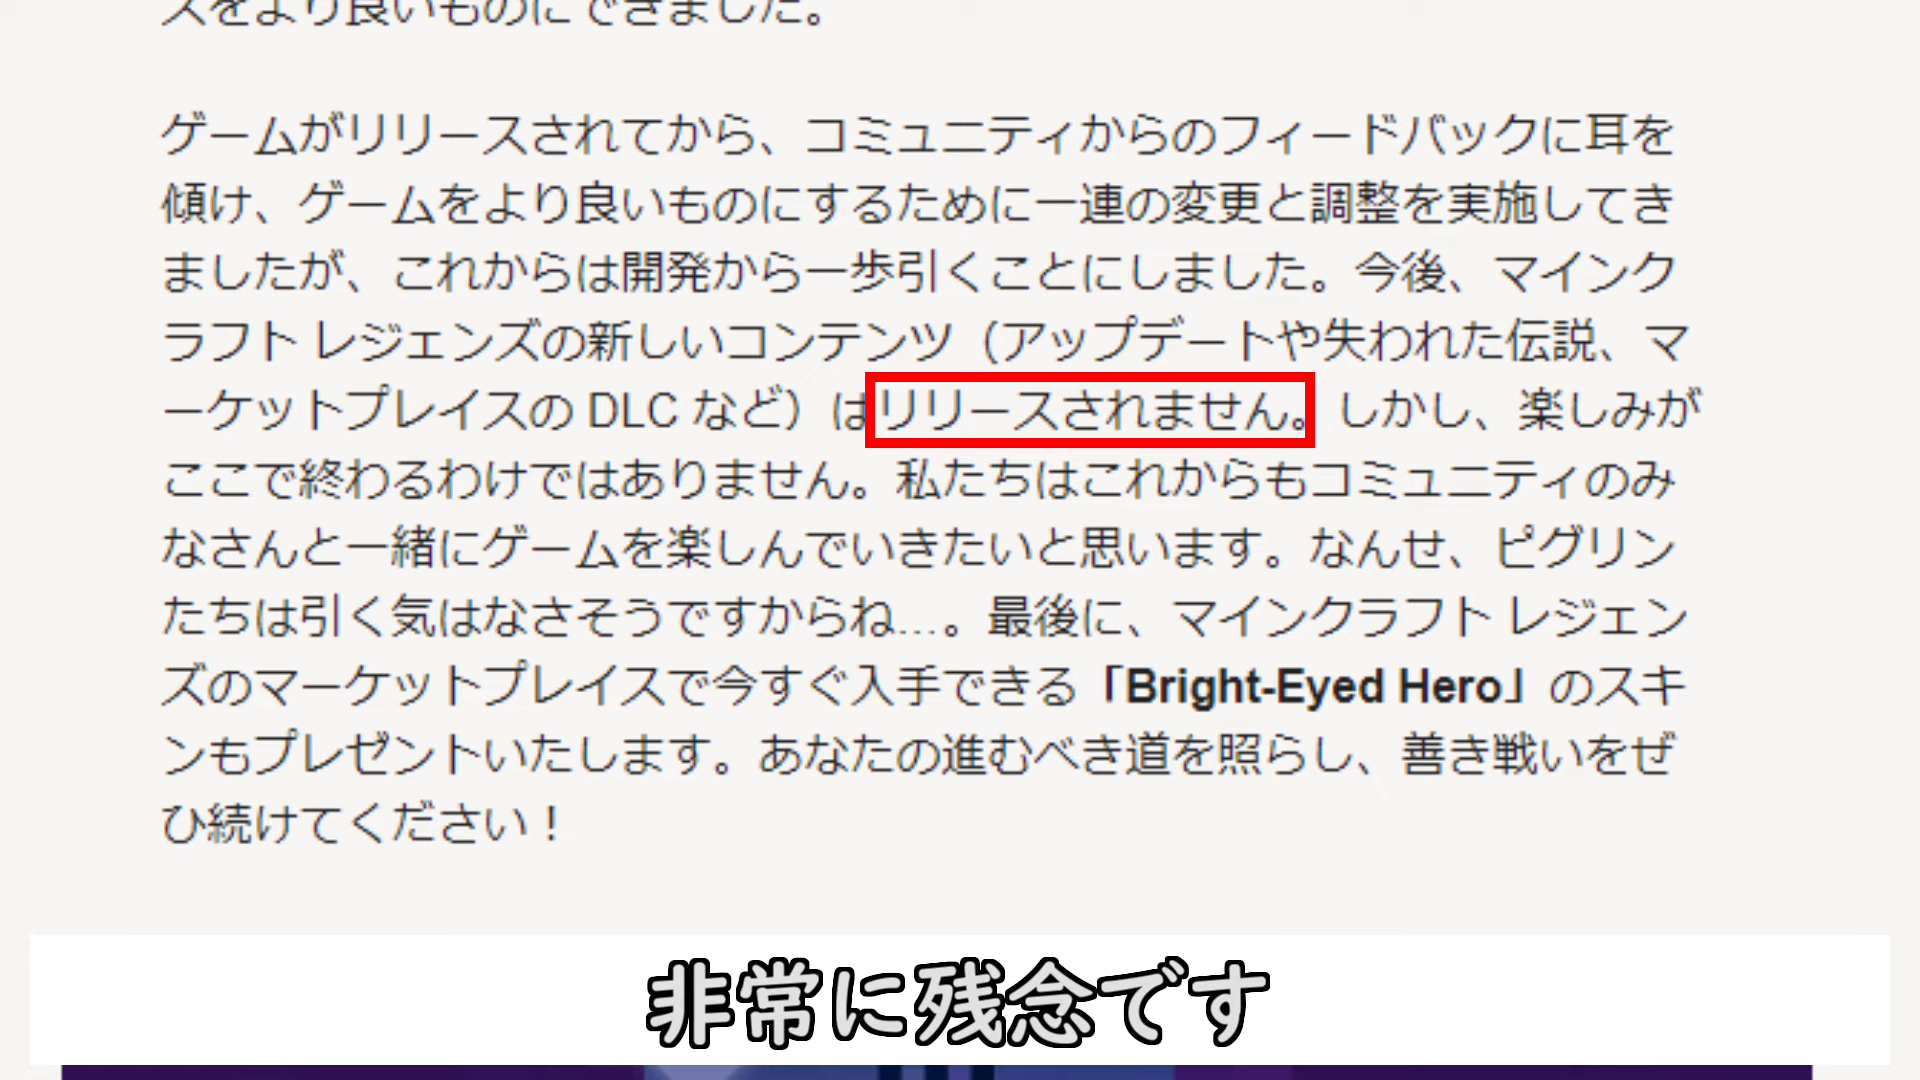 スをより良いものにできました。
ゲームがリリースされてから、コミュニティからのフィードバックに耳を
傾け、ゲームをより良いものにするために一連の変更と調整を実施してき
ましたが、これからは開発から一歩引くことにしました。今後、マインク
ラフト レジェンズの新しいコンテンツ（アップデートや失われた伝説、マ
ーケットプレイスの DLC など）はリリースされません。しかし、楽しみが
ここで終わるわけではありません。私たちはこれからもコミュニティのみ
なさんと一緒にゲームを楽しんでいきたいと思います。なんせ、ピグリン
たちは引く気はなさそうですからね…。最後に、マインクラフト レジェン
ズのマーケットプレイスで今すぐ入手できる「Bright-Eyed Hero」のスキ
ンもプレゼントいたします。あなたの進むべき道を照らし、善き戦いをぜ
ひ続けてください！
非常に残念です